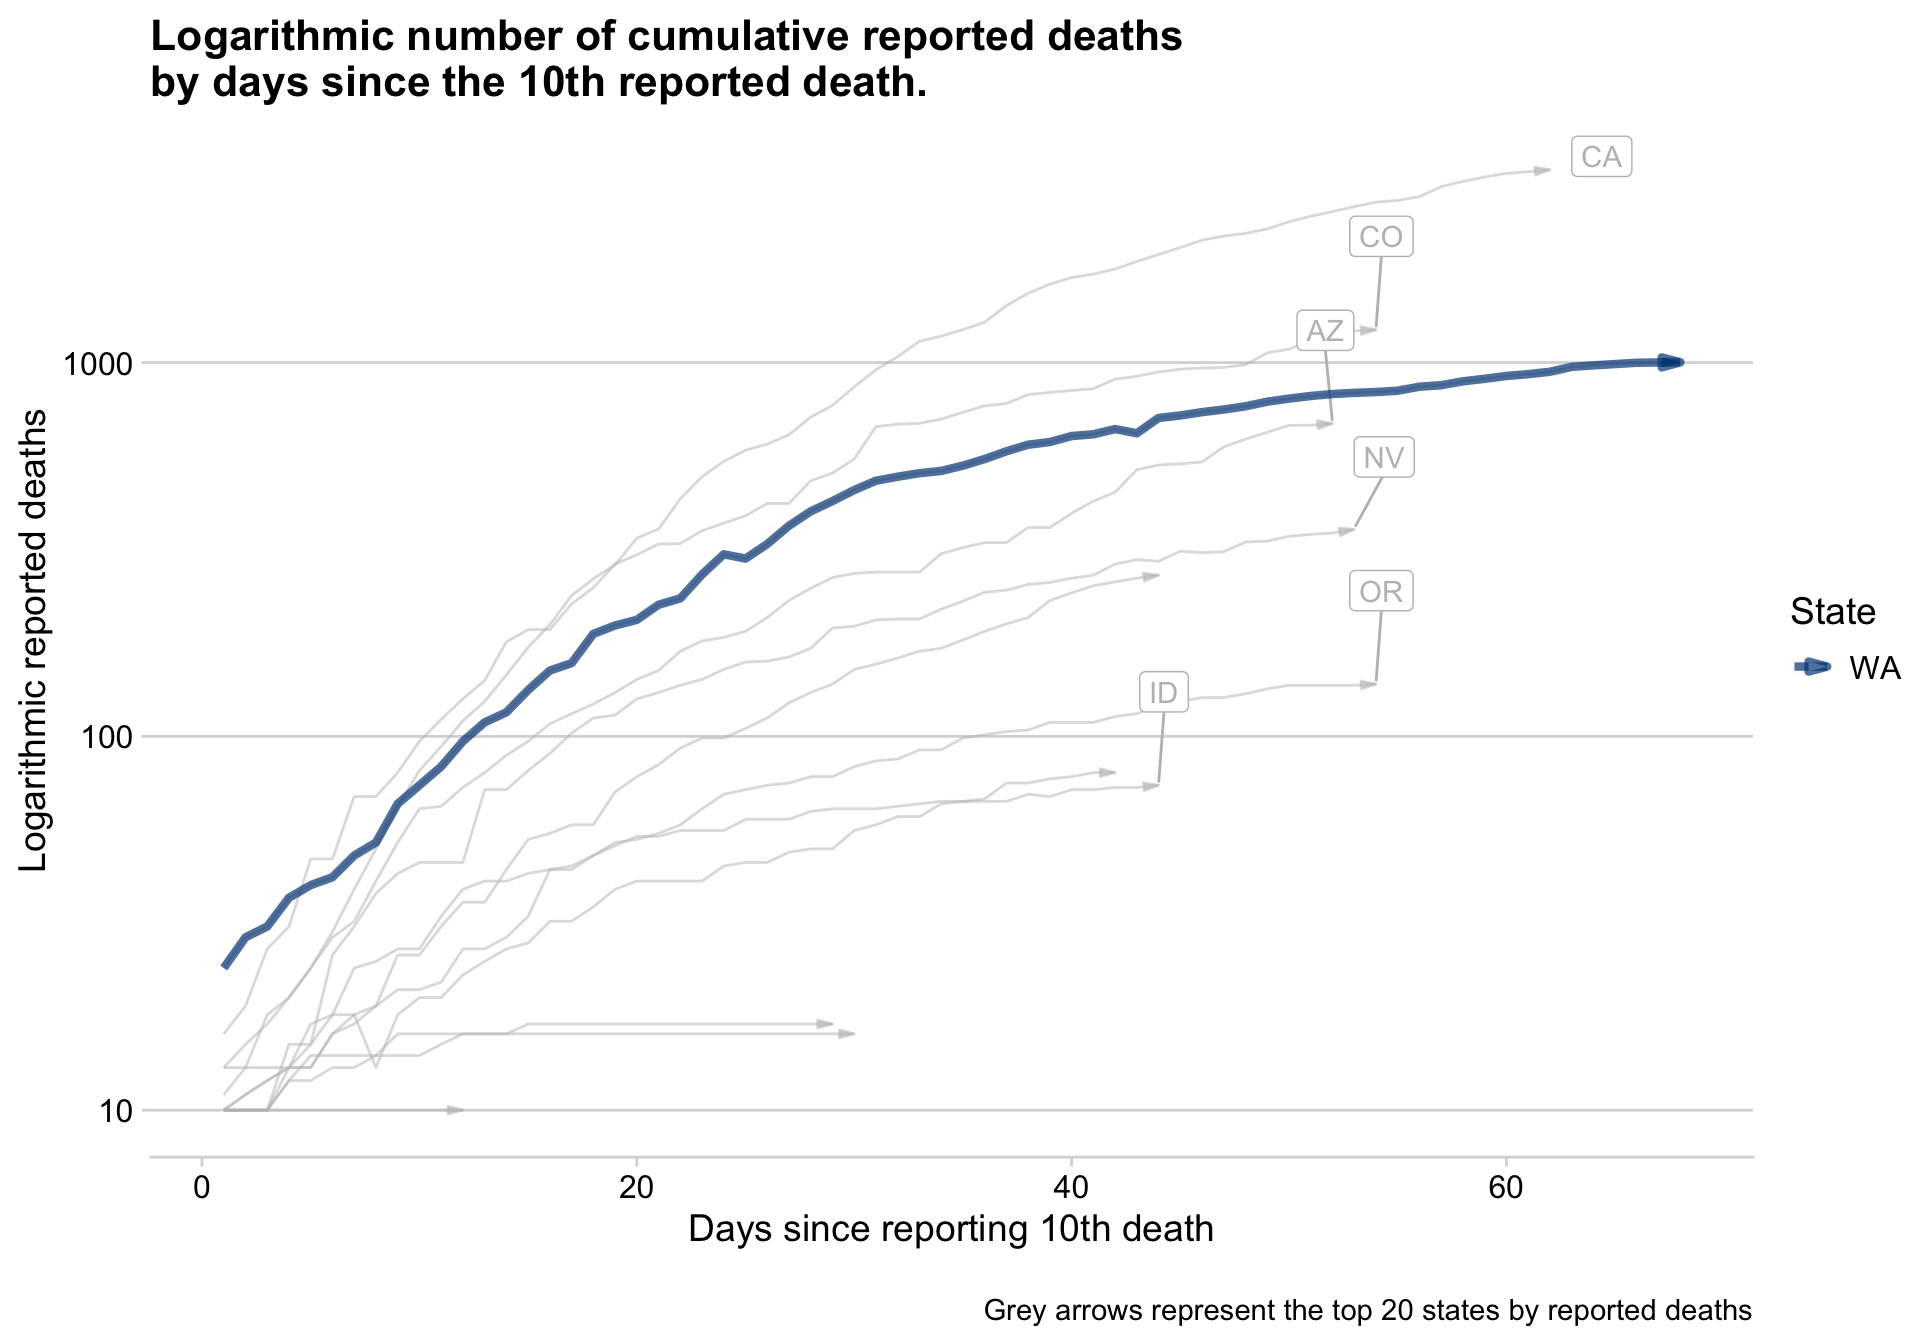 Logarithmic number of cumulative reported deaths
by days since the 10th reported death.
CA
CO
AZ
NV
OR
ID
1000
100
10
Logarithmic reported deaths
0 20 40 60
Days since reporting 10th death
State
WA
Grey arrows represent the top 20 states by reported deaths